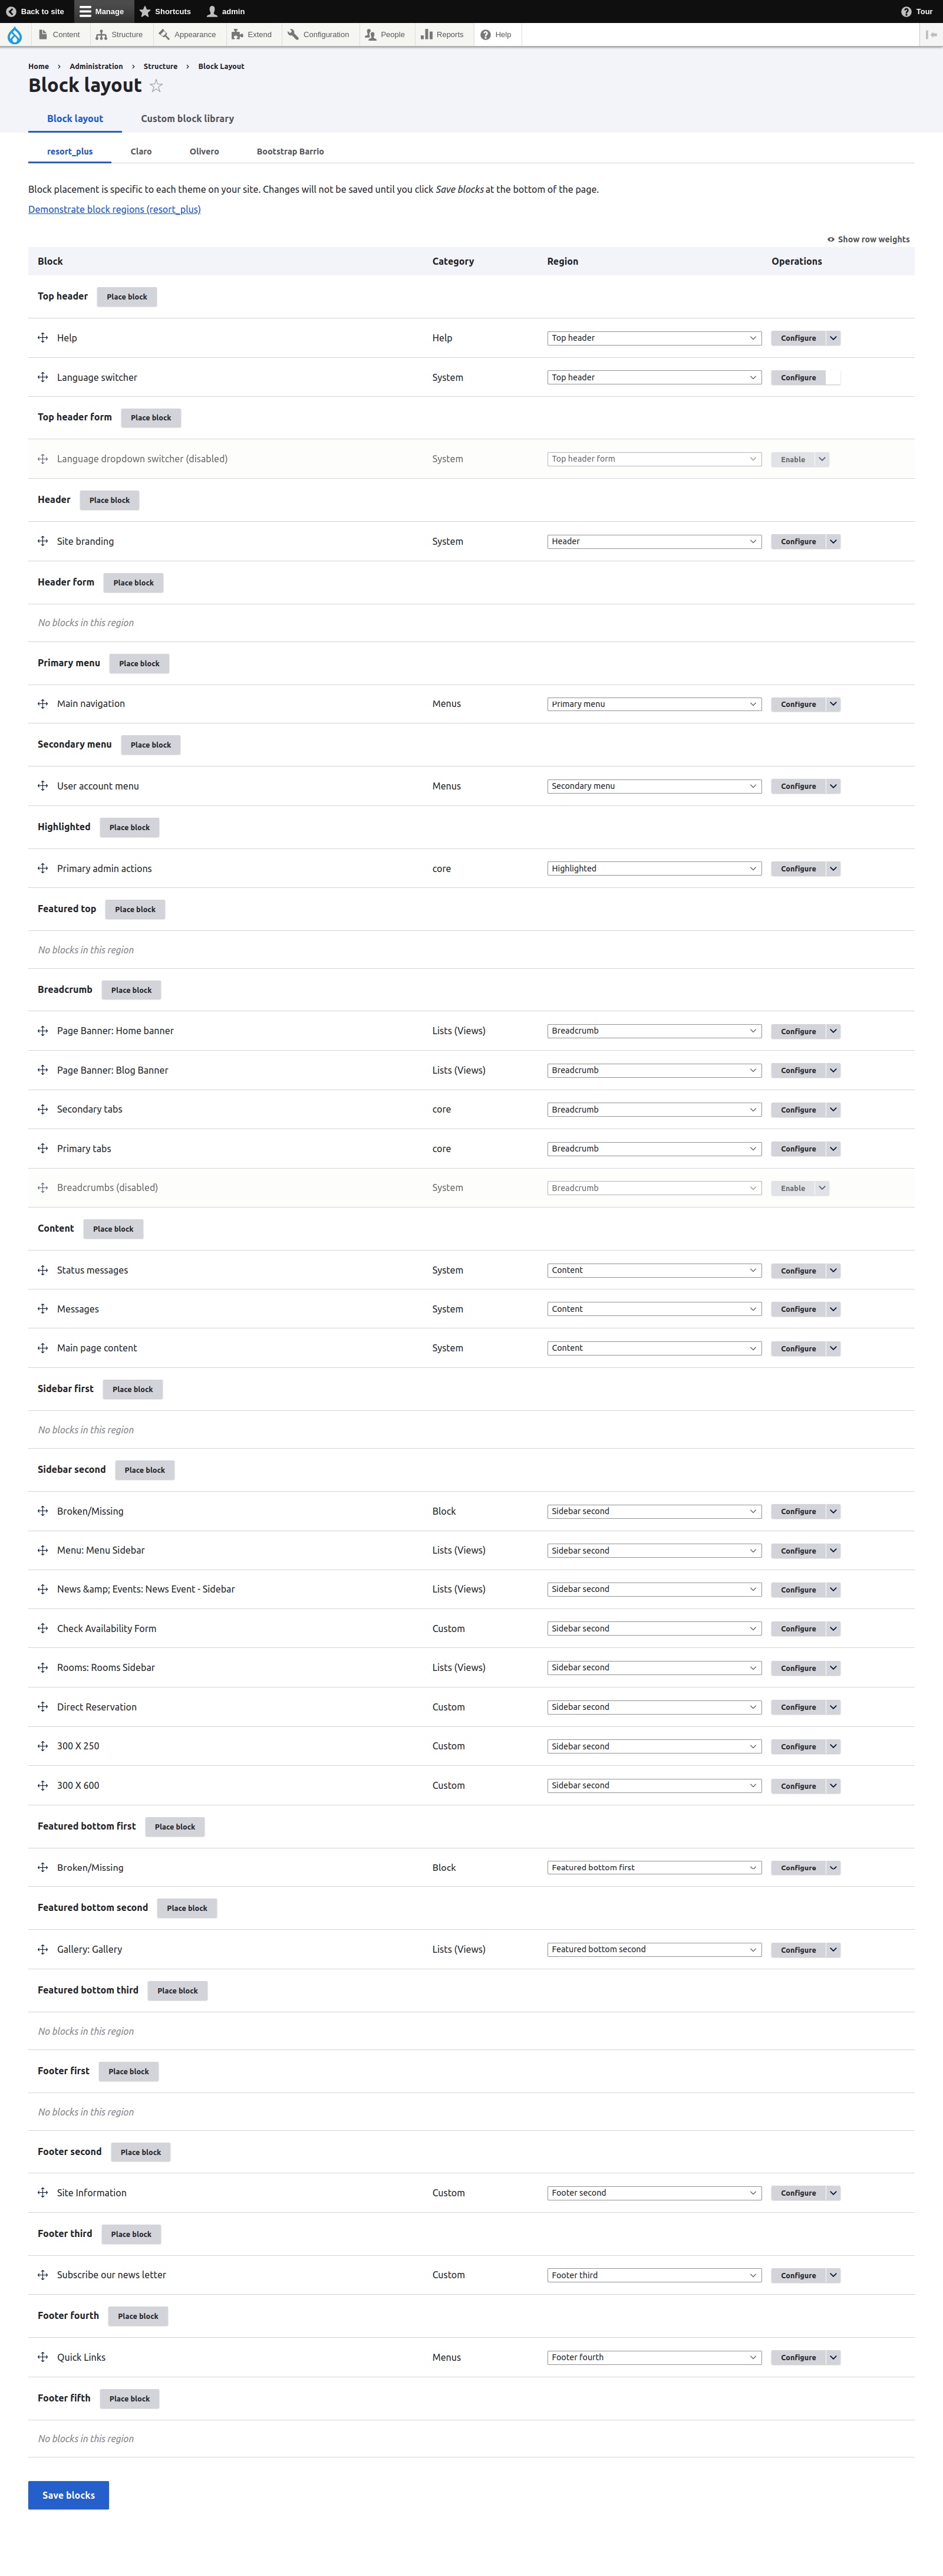 Back to site Manage Shortcuts admin Tour
Content Structure Appearance Extend Configuration People Reports Help
Home › Administration › Structure › Block Layout
Block layout
Block layout Custom block library
resort_plus Claro Olivero Bootstrap Barrio
Block placement is specific to each theme on your site. Changes will not be saved until you click Save blocks at the bottom of the page.
Demonstrate block regions (resort_plus)
Show row weights
Block Category Region Operations
Top header Place block
Help Help Top header Configure
Language switcher System Top header Configure
Top header form Place block
Language dropdown switcher (disabled) System Top header form Enable
Header Place block
Site branding System Header Configure
Header form Place block
No blocks in this region
Primary menu Place block
Main navigation Menus Primary menu Configure
Secondary menu Place block
User account menu Menus Secondary menu Configure
Highlighted Place block
Primary admin actions core Highlighted Configure
Featured top Place block
No blocks in this region
Breadcrumb Place block
Page Banner: Home banner Lists (Views) Breadcrumb Configure
Page Banner: Blog Banner Lists (Views) Breadcrumb Configure
Secondary tabs core Breadcrumb Configure
Primary tabs core Breadcrumb Configure
Breadcrumbs (disabled) System Breadcrumb Enable
Content Place block
Status messages System Content Configure
Messages System Content Configure
Main page content System Content Configure
Sidebar first Place block
No blocks in this region
Sidebar second Place block
Broken/Missing Block Sidebar second Configure
Menu: Menu Sidebar Lists (Views) Sidebar second Configure
News &amp; Events: News Event - Sidebar Lists (Views) Sidebar second Configure
Check Availability Form Custom Sidebar second Configure
Rooms: Rooms Sidebar Lists (Views) Sidebar second Configure
Direct Reservation Custom Sidebar second Configure
300 X 250 Custom Sidebar second Configure
300 X 600 Custom Sidebar second Configure
Featured bottom first Place block
Broken/Missing Block Featured bottom first Configure
Featured bottom second Place block
Gallery: Gallery Lists (Views) Featured bottom second Configure
Featured bottom third Place block
No blocks in this region
Footer first Place block
No blocks in this region
Footer second Place block
Site Information Custom Footer second Configure
Footer third Place block
Subscribe our news letter Custom Footer third Configure
Footer fourth Place block
Quick Links Menus Footer fourth Configure
Footer fifth Place block
No blocks in this region
Save blocks